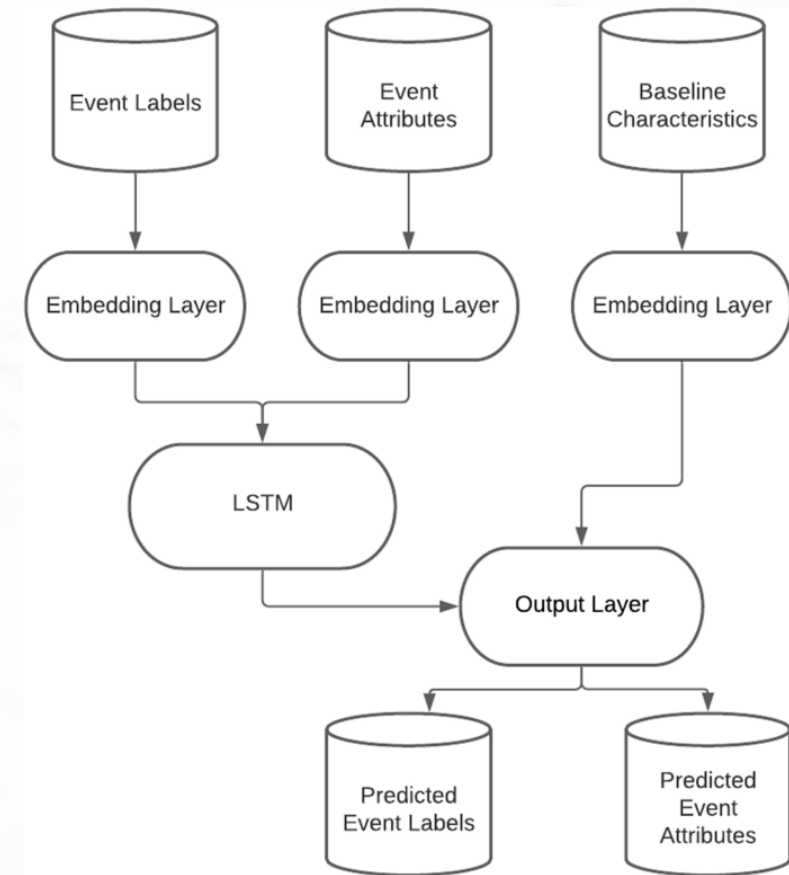 Event Labels
Event
Attributes
Baseline
Characteristics
Embedding Layer
Embedding Layer
Embedding Layer
LSTM
Output Layer
Predicted
Event Labels
Predicted
Event
Attributes